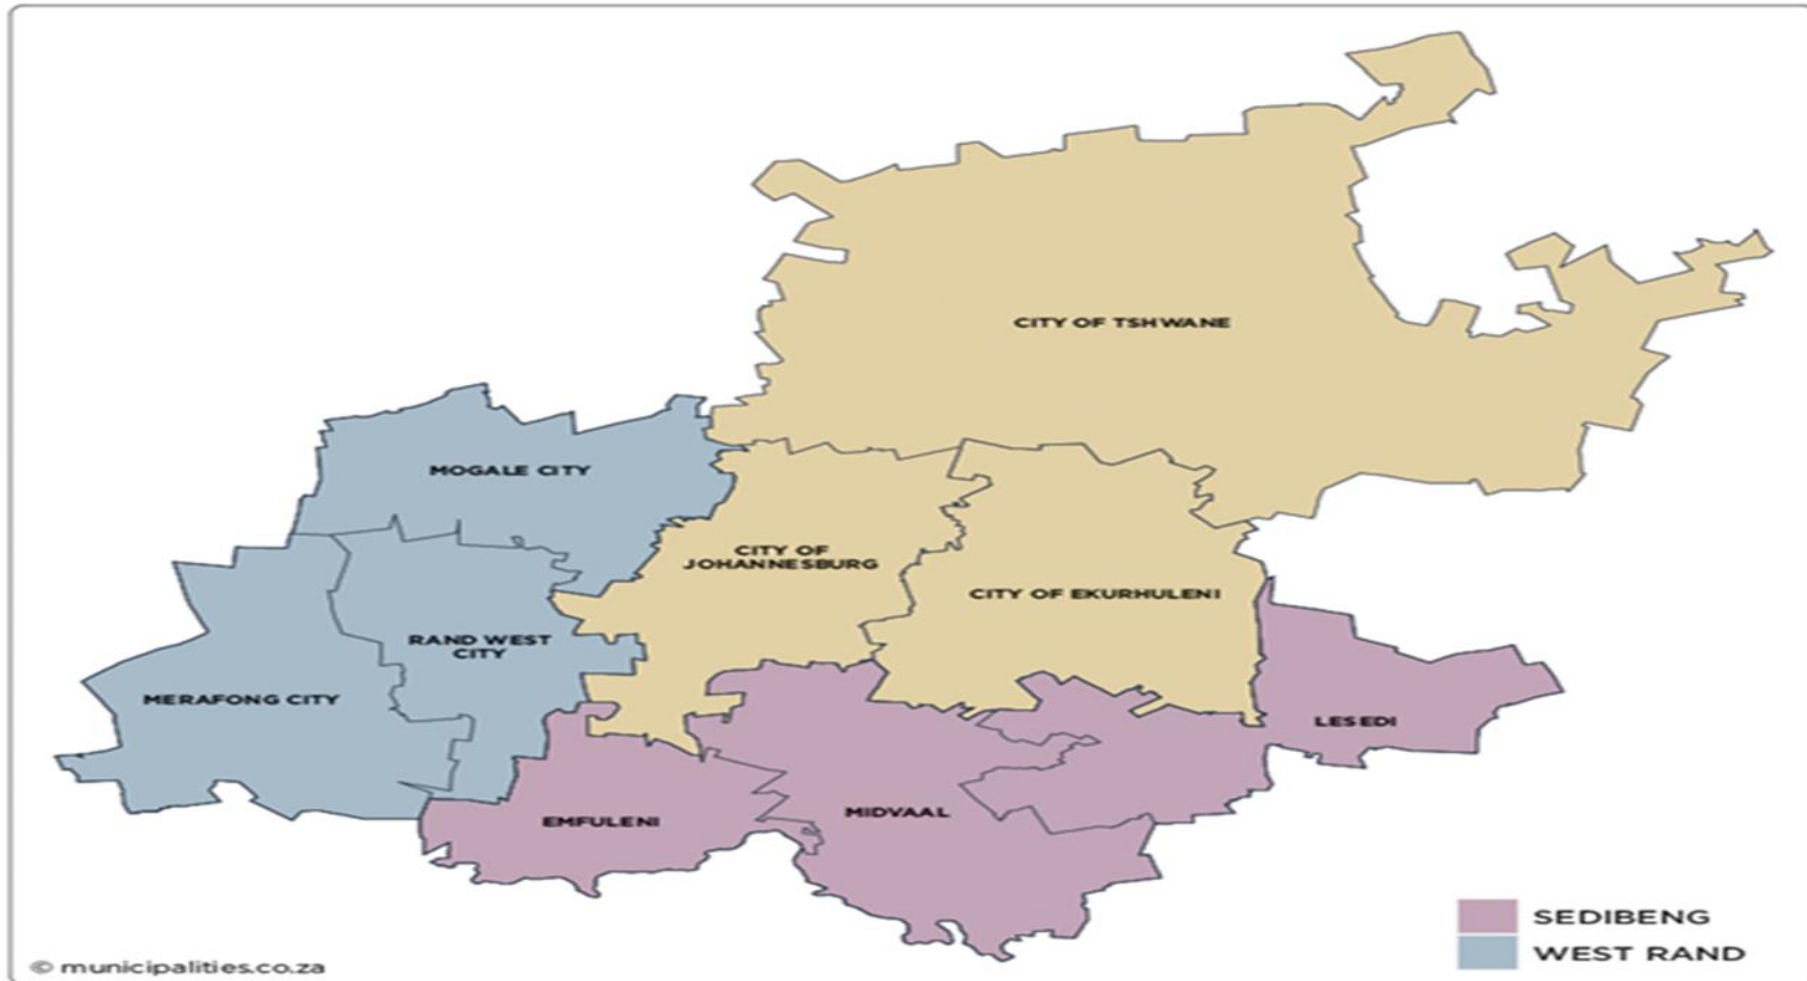 CITY OF TSHWANE
MOGALE CITY
CITY OF
JOHANNESBURG
CITY OF EKURHULENI
RAND WEST
CITY
MERAFONG CITY
LESEDI
EMFULENI
MIDVAAL
SEDIBENG
WEST RAND
© municipalities.co.za